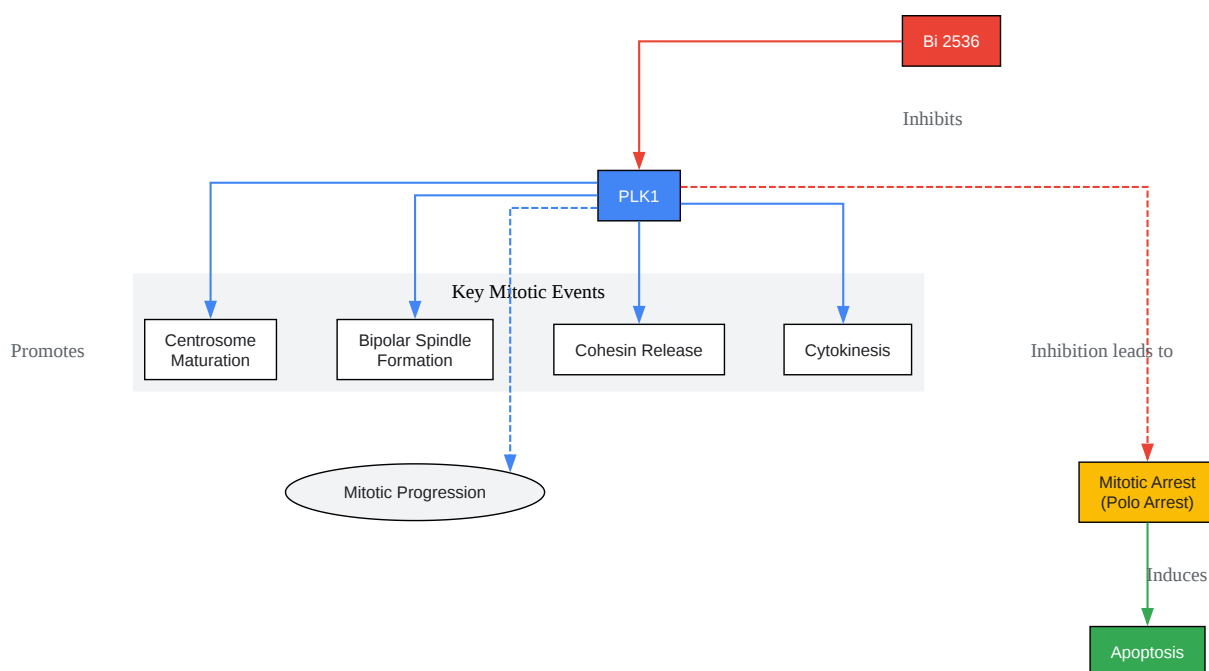 Bi 2536
Inhibits
PLK1
Key Mitotic Events
Centrosome
Maturation
Bipolar Spindle
Formation
Cohesin Release
Cytokinesis
Promotes
Inhibition leads to
Mitotic Progression
Mitotic Arrest
(Polo Arrest)
Induces
Apoptosis